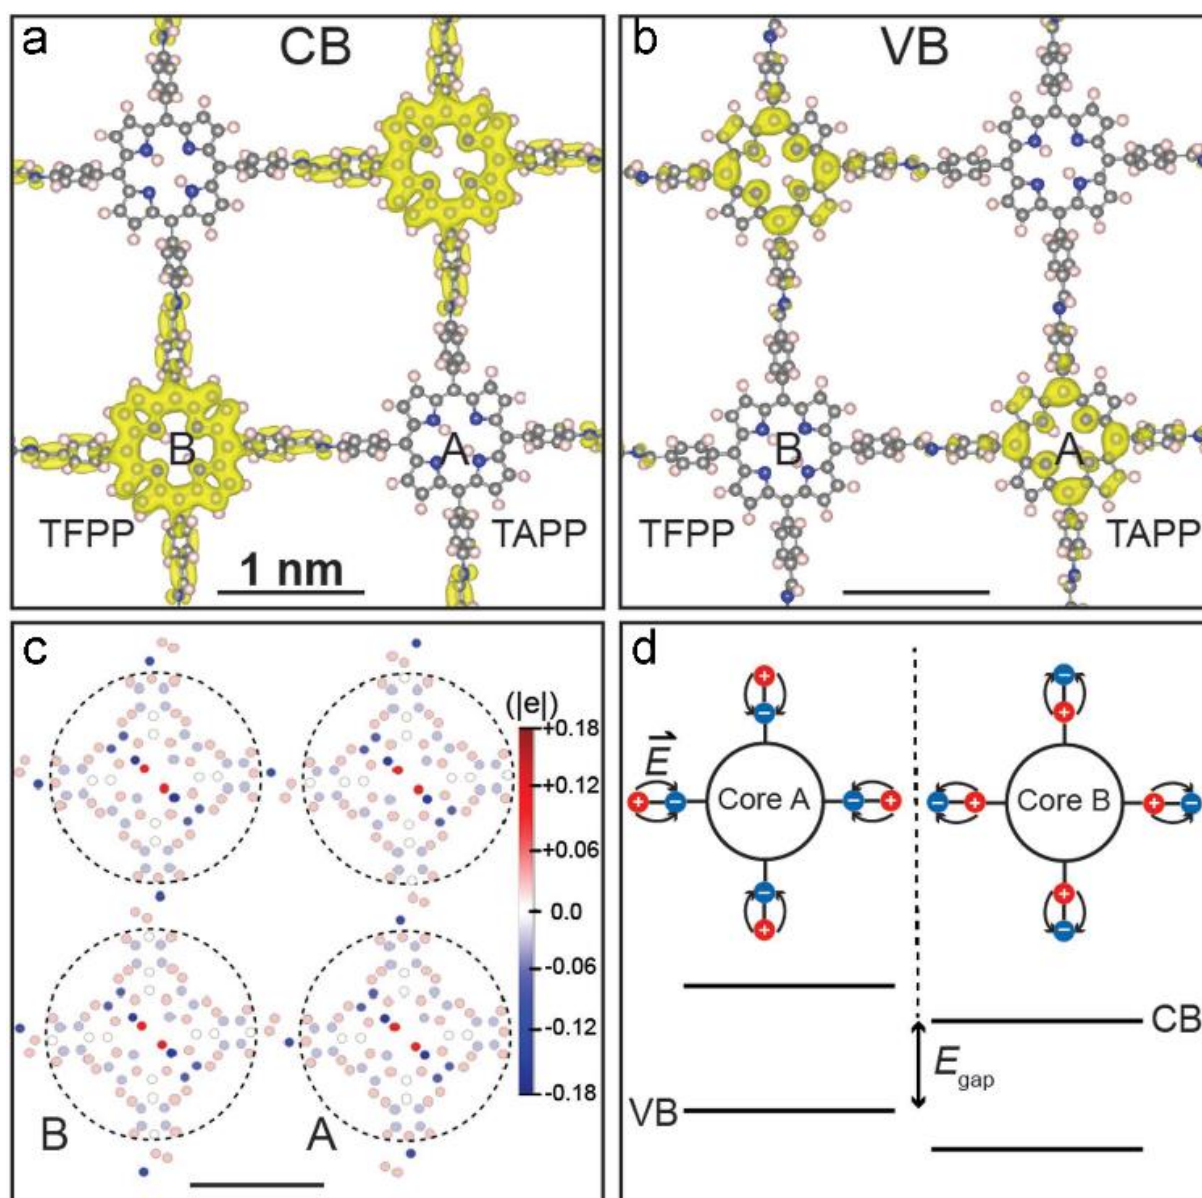 a
CB
B
A
TFPP
TAPP
1 nm
b
VB
B
A
TFPP
TAPP
c
(|e|)
+0.18
+0.12
+0.06
0.0
-0.06
-0.12
-0.18
B
A
d
E
+
−
+
−
Core A
−
+
−
+
−
+
−
+
Core B
+
−
+
−
CB
E gap
VB